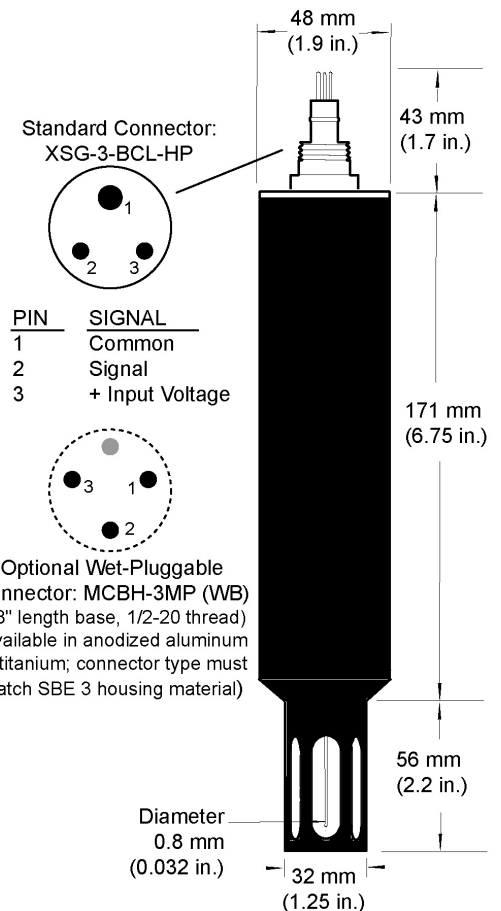 48 mm
(1.9 in.)
43 mm
(1.7 in.)
Standard Connector:
XSG-3-BCL-HP
1
2 3
PIN SIGNAL
1 Common
2 Signal
3 + Input Voltage
171 mm
(6.75 in.)
3 1
2
Optional Wet-Pluggable
nnector: MCBH-3MP (WB)
8" length base, 1/2-20 thread)
vailable in anodized aluminum
titanium; connector type must
atch SBE 3 housing material)
56 mm
(2.2 in.)
Diameter
0.8 mm
(0.032 in.)
32 mm
(1.25 in.)